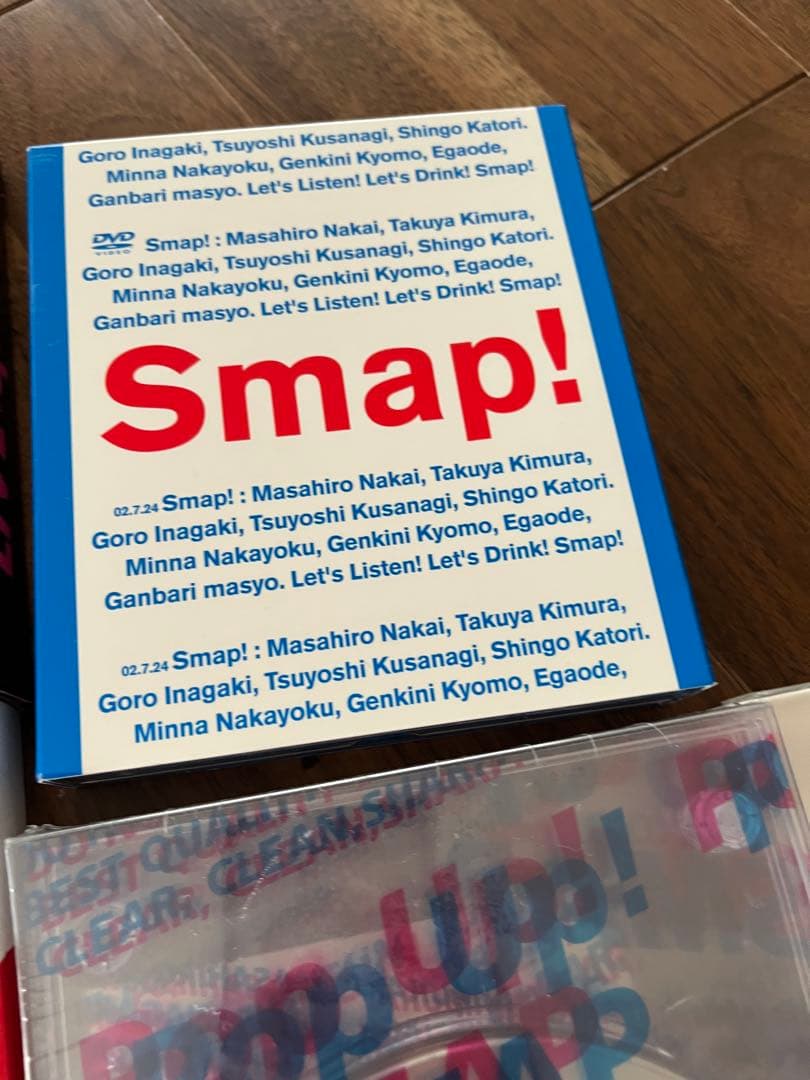 Goro Inagaki, Tsuyoshi Kusanagi, Shingo Katori.
Minna Nakayoku, Genkini Kyomo, Egaode,
Ganbari masyo. Let's Listen! Let's Drink! Smap!
DVD VIDEO Smap! : Masahiro Nakai, Takuya Kimura,
Goro Inagaki, Tsuyoshi Kusanagi, Shingo Katori.
Minna Nakayoku, Genkini Kyomo, Egaode,
Ganbari masyo. Let's Listen! Let's Drink! Smap!
Smap!
02.7.24 Smap! : Masahiro Nakai, Takuya Kimura,
Goro Inagaki, Tsuyoshi Kusanagi, Shingo Katori.
Minna Nakayoku, Genkini Kyomo, Egaode,
Ganbari masyo. Let's Listen! Let's Drink! Smap!
02.7.24 Smap! : Masahiro Nakai, Takuya Kimura,
Goro Inagaki, Tsuyoshi Kusanagi, Shingo Katori.
Minna Nakayoku, Genkini Kyomo, Egaode,
BEST QUALITY
CLEAR, CLEAN, SMART
Pop Up!